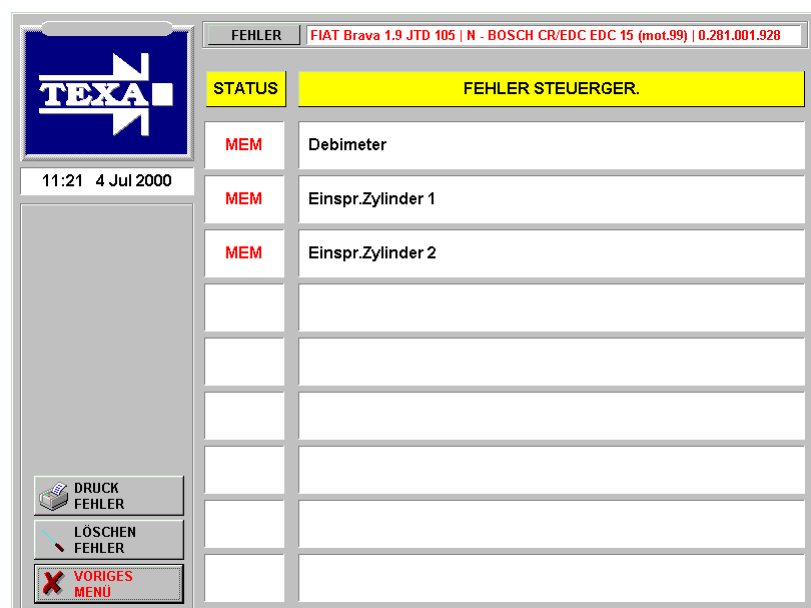 FEHLER
FIAT Brava 1.9 JTD 105 | N - BOSCH CR/EDC EDC 15 (mot.99) | 0.281.001.928
TEXA
11:21 4 Jul 2000
STATUS
FEHLER STEUERGER.
MEM
Debimeter
MEM
Einspr.Zylinder 1
MEM
Einspr.Zylinder 2
DRUCK
FEHLER
LÖSCHEN
FEHLER
VORIGES
MENÜ